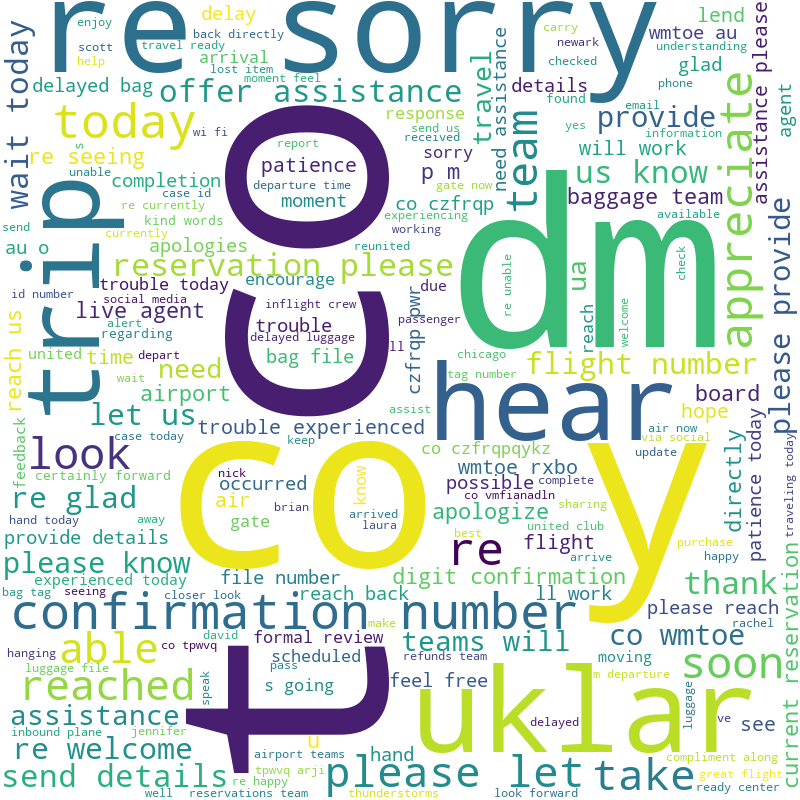 re sorry
enjoy
delay
lend
carry
scott
back directly
newark
wmtoe au
help
travel ready
arrival
checked
understanding
delayed bag
lost item
moment feel
glad
offer assistance
travel
need assistance
details
phone
assistance please
wait today
today
wi fi
response
found
email
provide
agent
re seeing
s
report
send us
received
yes
information
unable
patience
sorry
team
will work
appreciate
completion
case id
departure time
p m
gate now
us know
re currently
moment
co czfrqp
baggage team
kind words
experiencing
available
send
currently
working
au o
apologies
reunited
trip
co t
dm
reservation please
re unable
ua
check
please provide
trouble today
encourage
due
id number
social media
inflight crew
live agent
passenger
reach
welcome
reach us
alert
trouble
czfrqp pwr
regarding
delayed luggage
ll
united
time
depart
bag file
chicago
flight number
wait
need
tag number
hear
airport
assist
board
let us
hope
feedback
trouble experienced
air now
case today
keep
via social
look
co y
co czfrqpqykz
update
directly
patience today
traveling today
certainly forward
nick
know
wmtoe rxbo
complete
occurred
possible
re glad
air
co vmfianadln
sharing
hand today
away
brian
arrived
apologize
gate
laura
united club
provide details
best
re
flight
purchase
please know
arrive
happy
experienced today
file number
digit confirmation
thank
bag tag
seeing
closer look
reach back
ll work
current reservation
confirmation number
please reach
make
rachel
david
formal review
teams will
co wmtoe
able
co tpwvq
hanging
scheduled
refunds team
moving
soon
luggage file
pass
m departure
reached
speak
s going
feel free
uklar
luggage
assistance
delayed
ve
see
inbound plane
jennifer
u
hand
re welcome
airport teams
compliment along
send details
tpwvq arji
please let
take
great flight
re happy
ready center
well
reservations team
thunderstorms
look forward